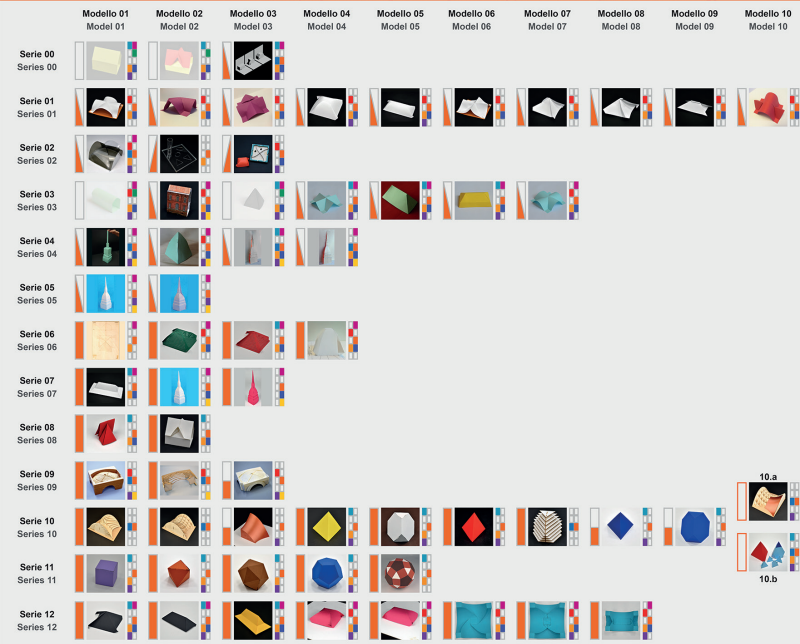 Modello 01 Modello 02 Modello 03 Modello 04 Modello 05 Modello 06 Modello 07 Modello 08 Modello 09 Modello 10
Model 01 Model 02 Model 03 Model 04 Model 05 Model 06 Model 07 Model 08 Model 09 Model 10
Serie 00
Series 00
Serie 01
Series 01
Serie 02
Series 02
Serie 03
Series 03
Serie 04
Series 04
Serie 05
Series 05
Serie 06
Series 06
Serie 07
Series 07
Serie 08
Series 08
Serie 09
Series 09
10.a
Serie 10
Series 10
Serie 11
Series 11
10.b
Serie 12
Series 12